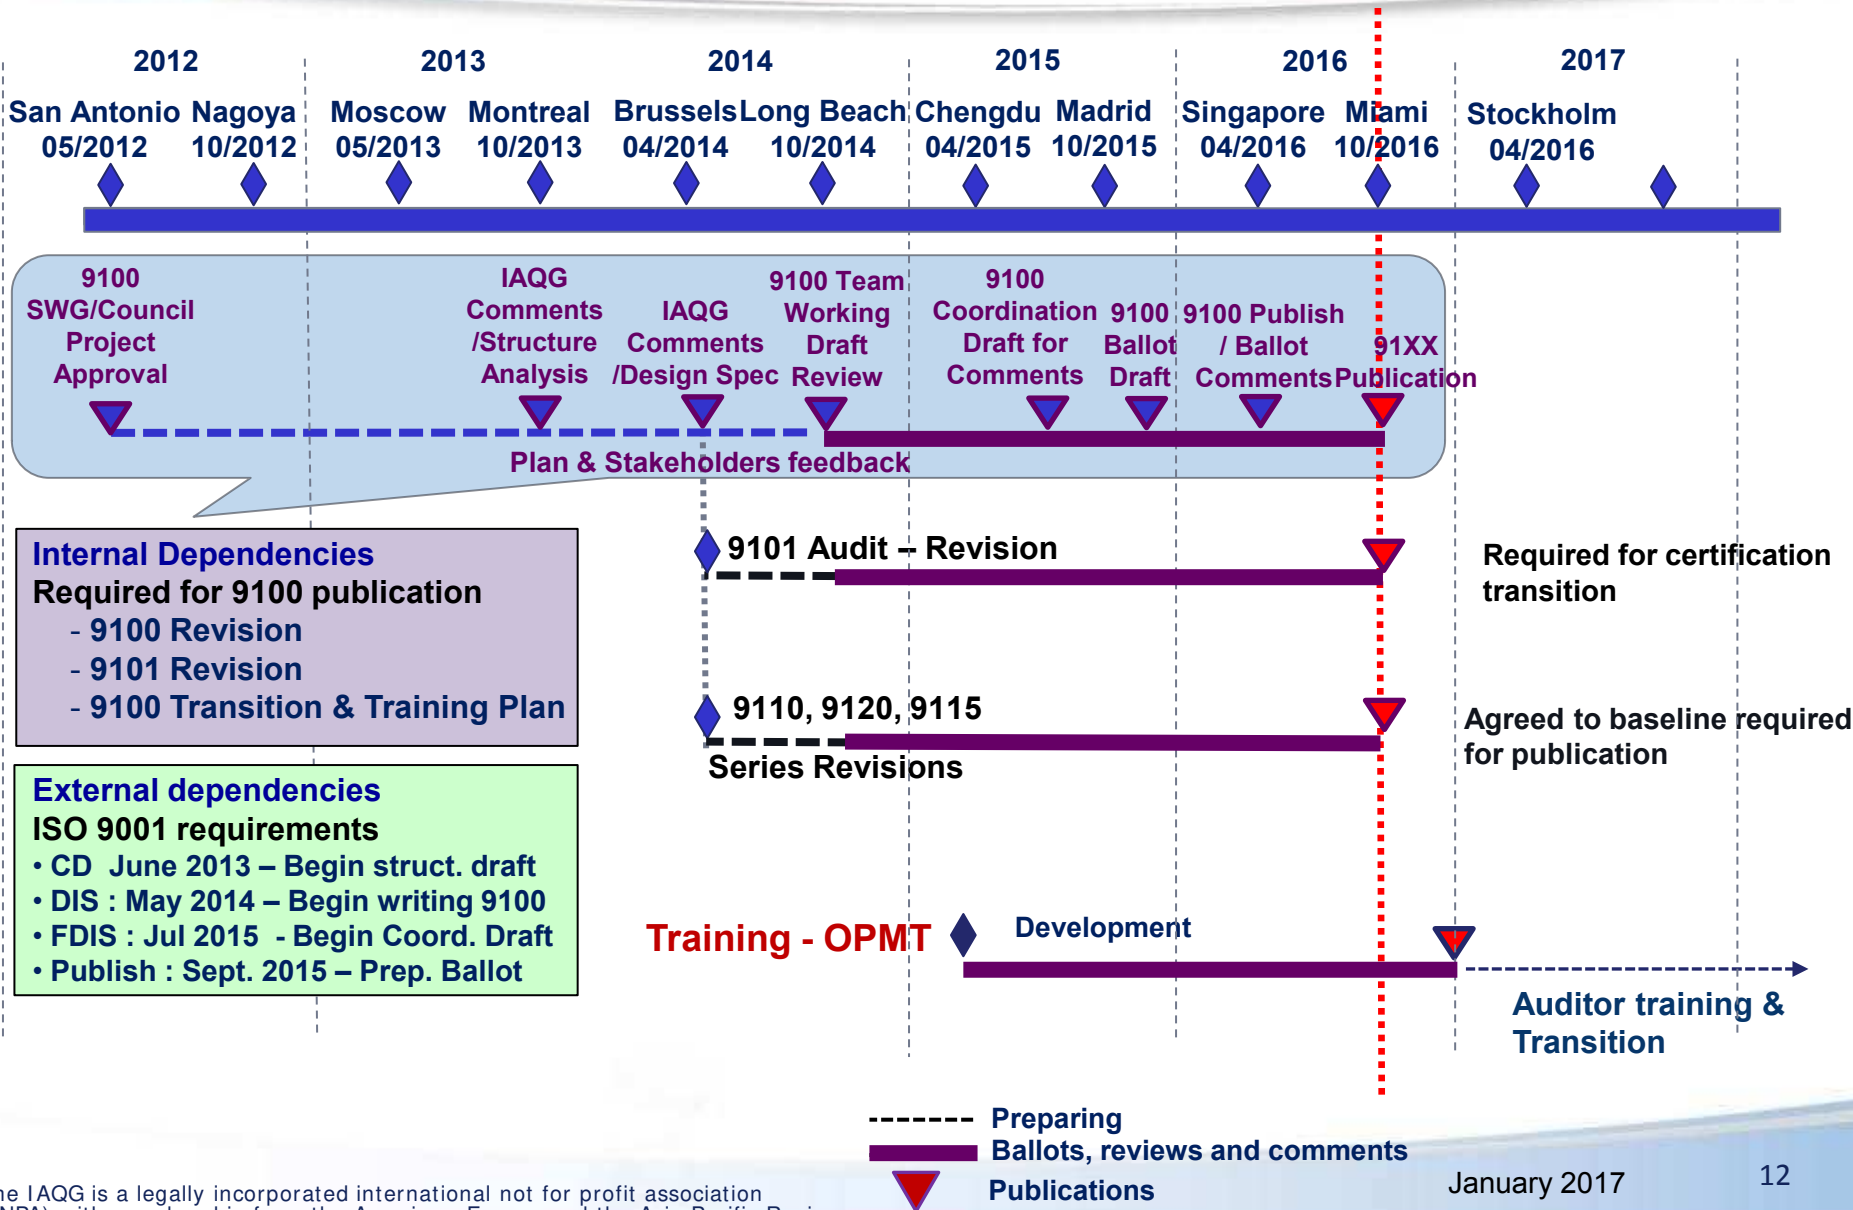 2012 2013 2014 2015 2016 2017
San Antonio Nagoya Moscow Montreal Brussels Long Beach Chengdu Madrid Singapore Miami Stockholm
05/2012 10/2012 05/2013 10/2013 04/2014 10/2014 04/2015 10/2015 04/2016 10/2016 04/2016
9100
SWG/Council
Project
Approval
IAQG
Comments
/Structure
Analysis
IAQG
Comments
/Design Spec
9100 Team
Working
Draft
Review
9100
Coordination
Draft for
Comments
9100
Ballot
Draft
9100 Publish
/ Ballot
Comments
91XX
Publication
Plan & Stakeholders feedback
Internal Dependencies
Required for 9100 publication
- 9100 Revision
- 9101 Revision
- 9100 Transition & Training Plan
9101 Audit – Revision
Required for certification
transition
9110, 9120, 9115
Series Revisions
Agreed to baseline required
for publication
External dependencies
ISO 9001 requirements
• CD June 2013 – Begin struct. draft
• DIS : May 2014 – Begin writing 9100
• FDIS : Jul 2015 - Begin Coord. Draft
• Publish : Sept. 2015 – Prep. Ballot
Training - OPMT
Development
Auditor training &
Transition
Preparing
Ballots, reviews and comments
Publications
January 2017
12
he IAQG is a legally incorporated international not for profit association